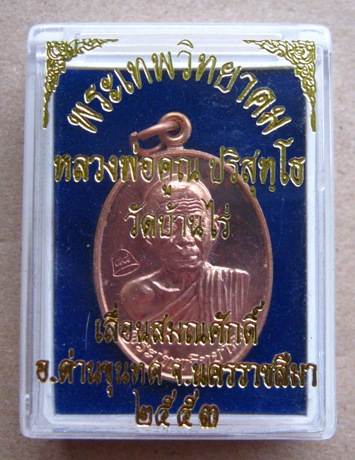 พระเทพวิทยาคม
หลวงพ่อคูณ ปริสุทฺโธ
วัดบ้านไร่
เลื่อนสมณศักดิ์
อ.ด่านขุนทด จ.นครราชสีมา
๒๕๕๓